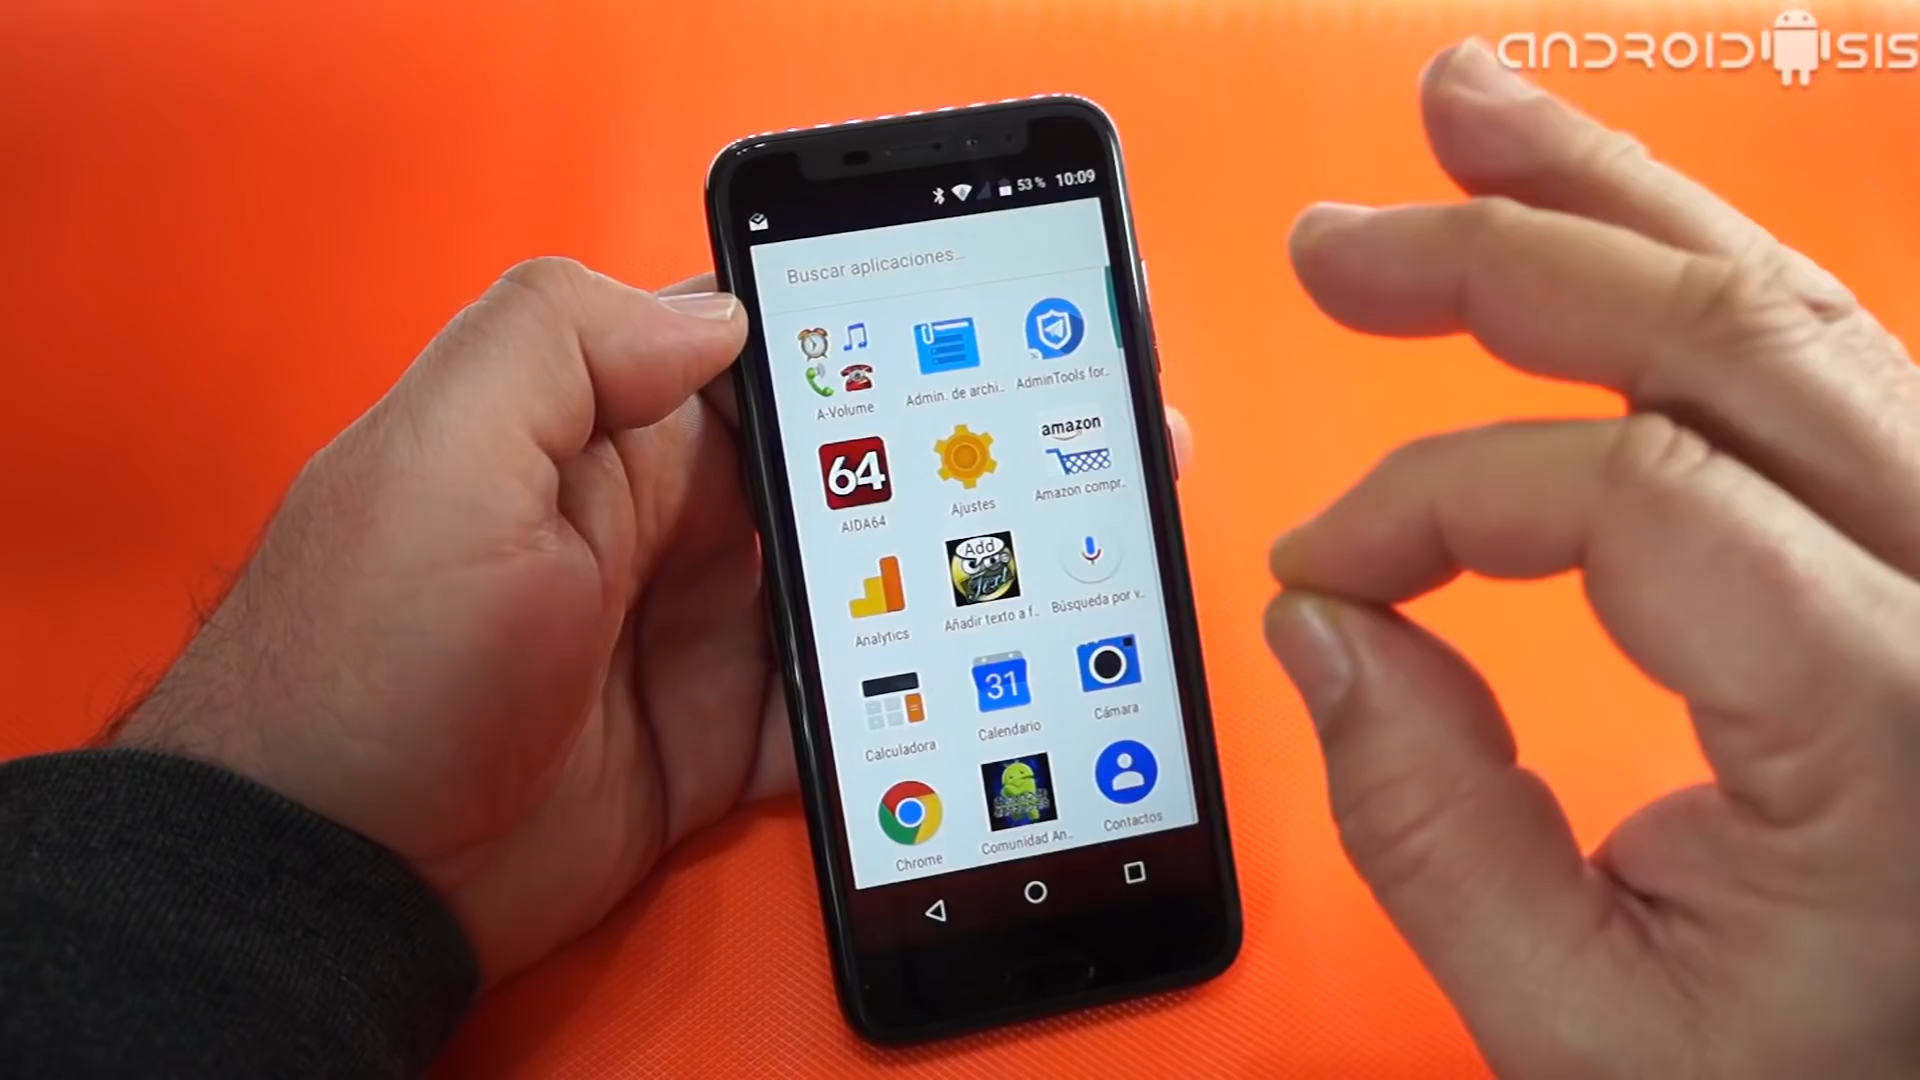 ANDROIDSIS
53 % 10:09
Buscar aplicaciones...
A-Volume
Admin. de archi..
AdminTools for..
64
AIDA64
Ajustes
amazon
Amazon compr..
Analytics
Add
Text
Añadir texto a f..
Búsqueda por v..
Calculadora
31
Calendario
Cámara
Chrome
Comunidad An..
Contactos